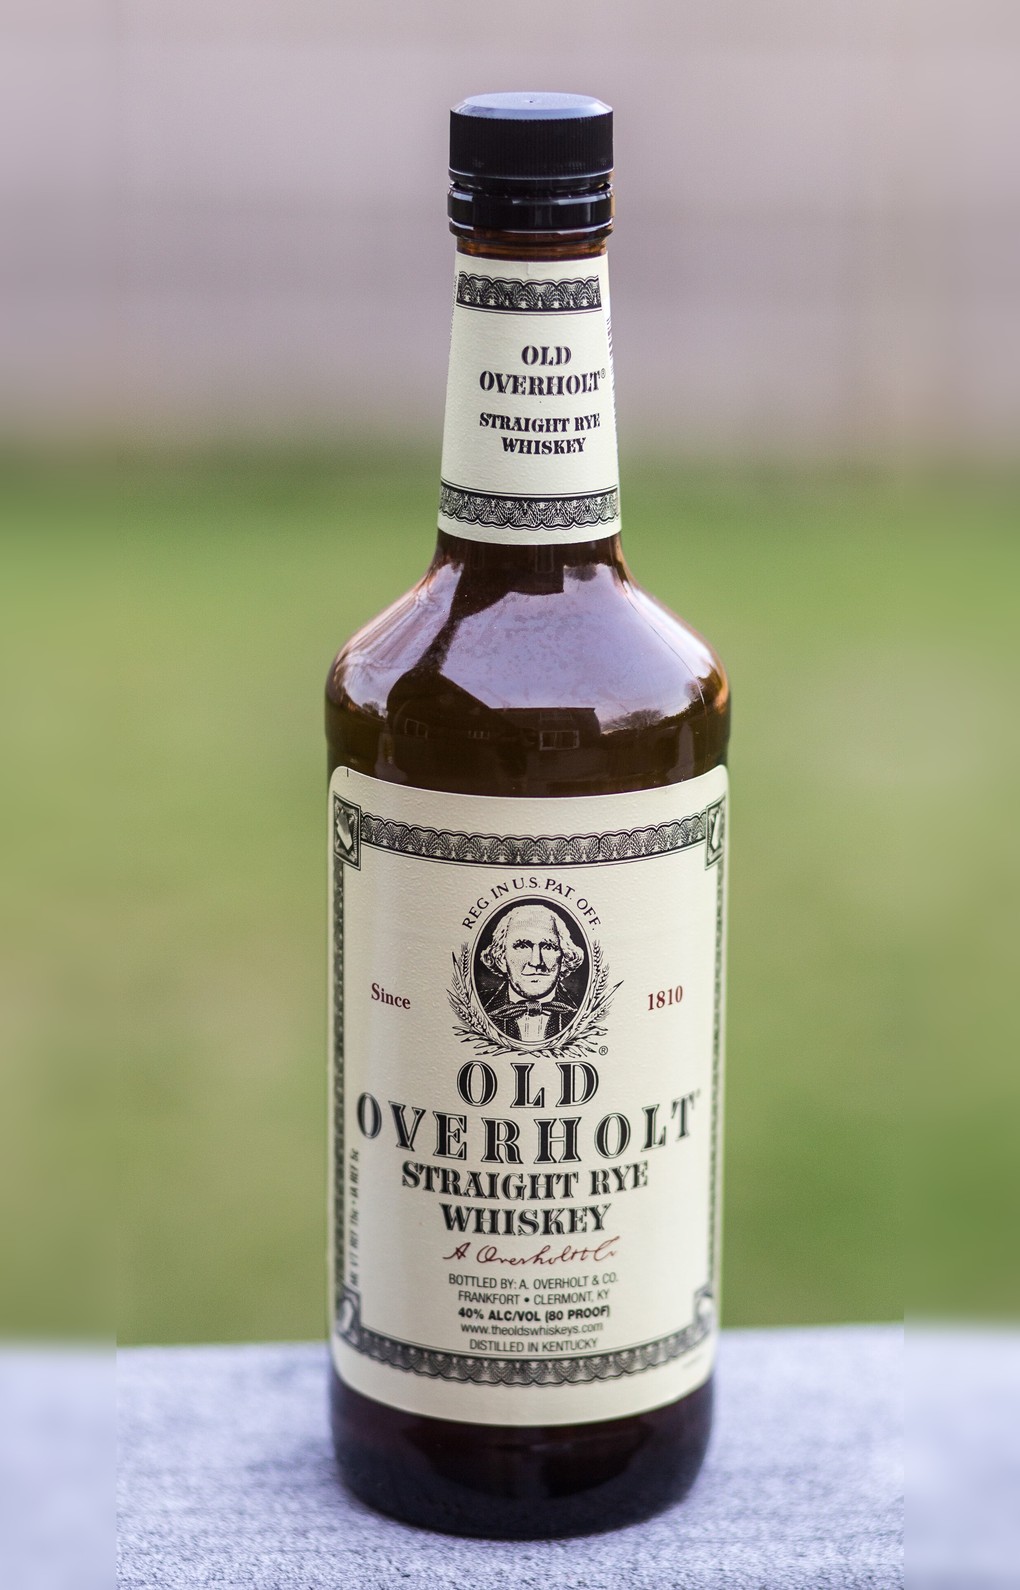 OLD
OVERHOLT®
STRAIGHT RYE
WHISKEY
REG IN U.S. PAT. OFF.
Since 1810
®
OLD
OVERHOLT
STRAIGHT RYE
WHISKEY
A Overholt & Co
BOTTLED BY: A. OVERHOLT & CO.
FRANKFORT • CLERMONT, KY
40% ALC/VOL (80 PROOF)
www.theoldswhiskeys.com
DISTILLED IN KENTUCKY